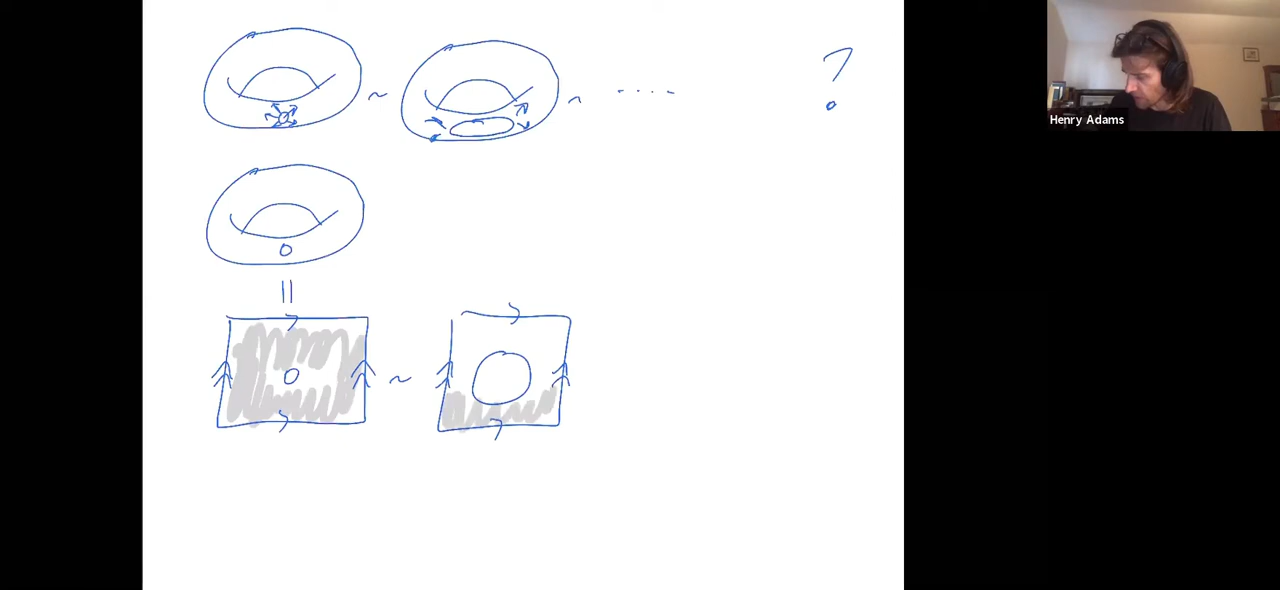 ~ ~ .... ?
Henry Adams
||
~